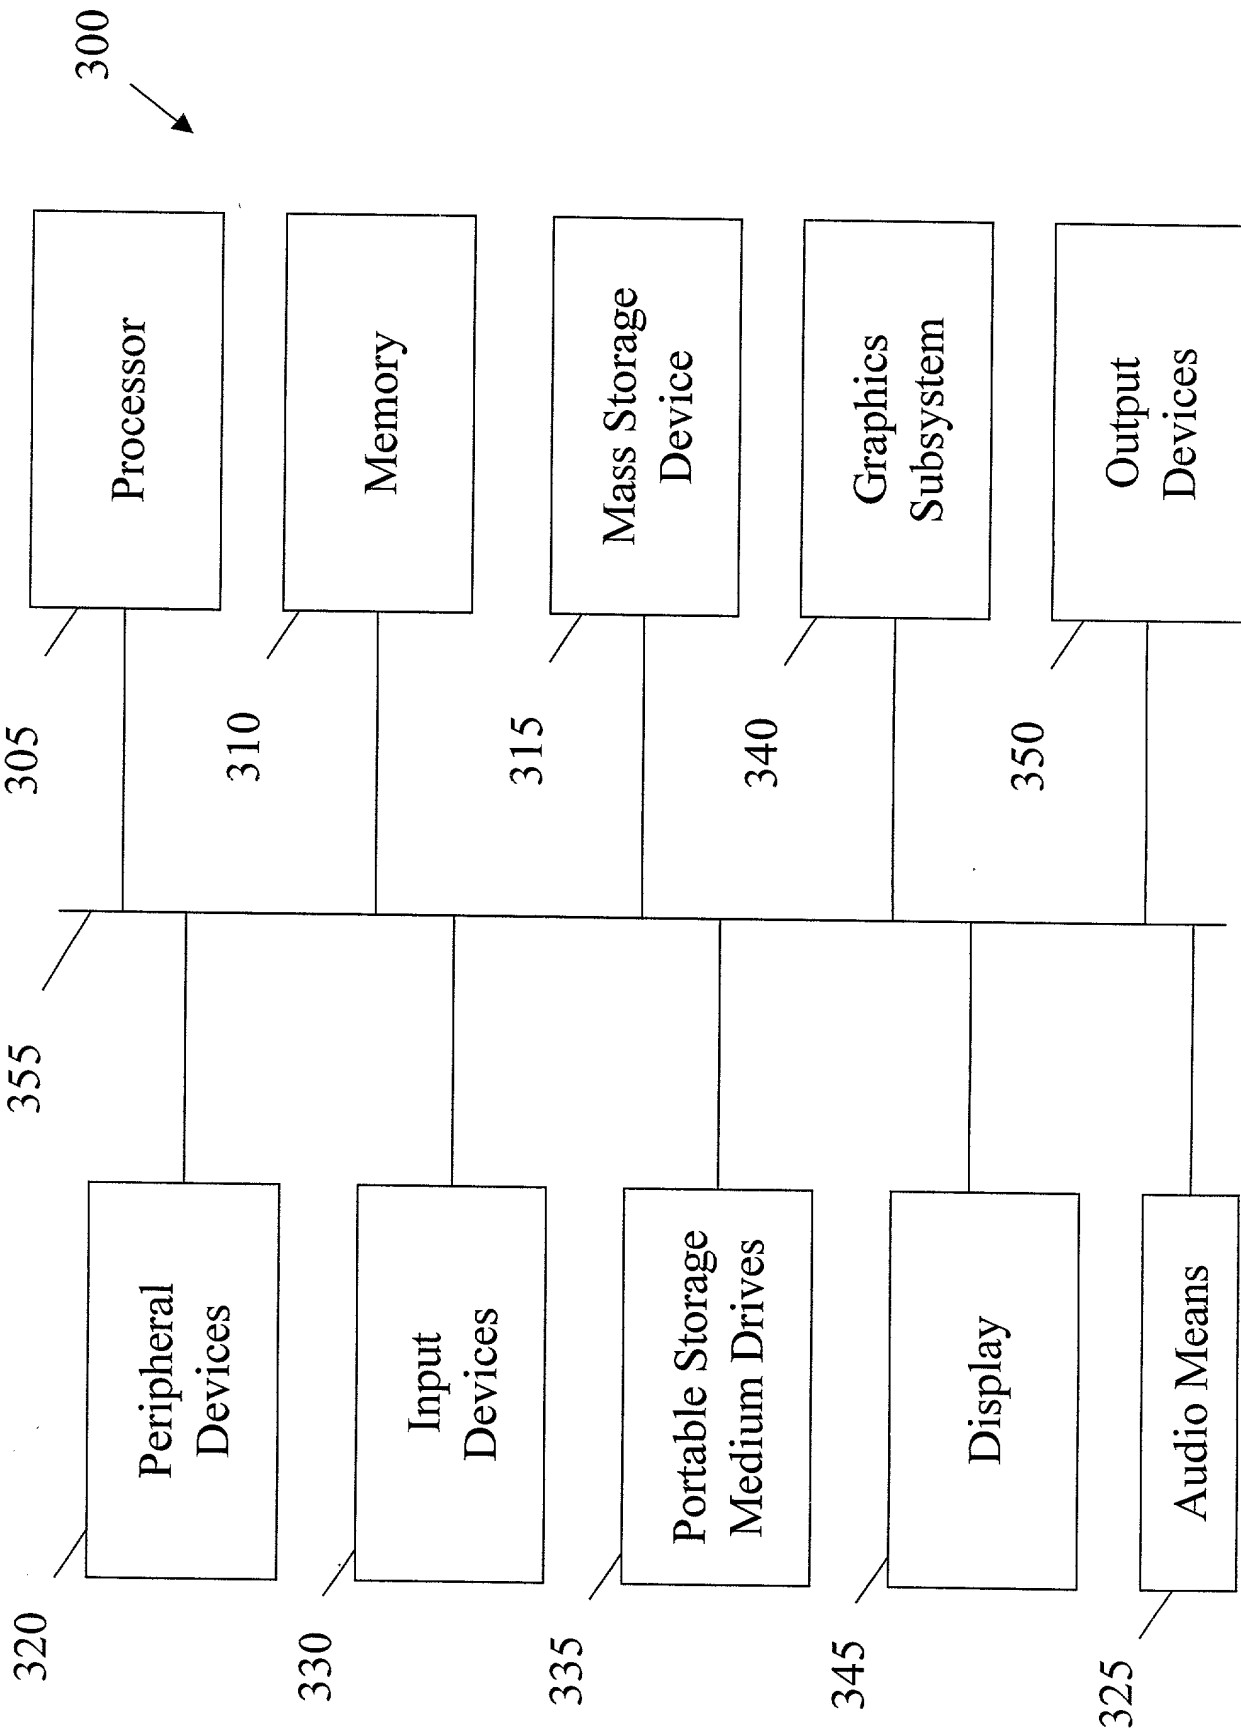 300
305
Processor
310
Memory
315
Mass Storage
Device
340
Graphics
Subsystem
350
Output
Devices
355
320
Peripheral
Devices
330
Input
Devices
335
Portable Storage
Medium Drives
345
Display
325
Audio Means